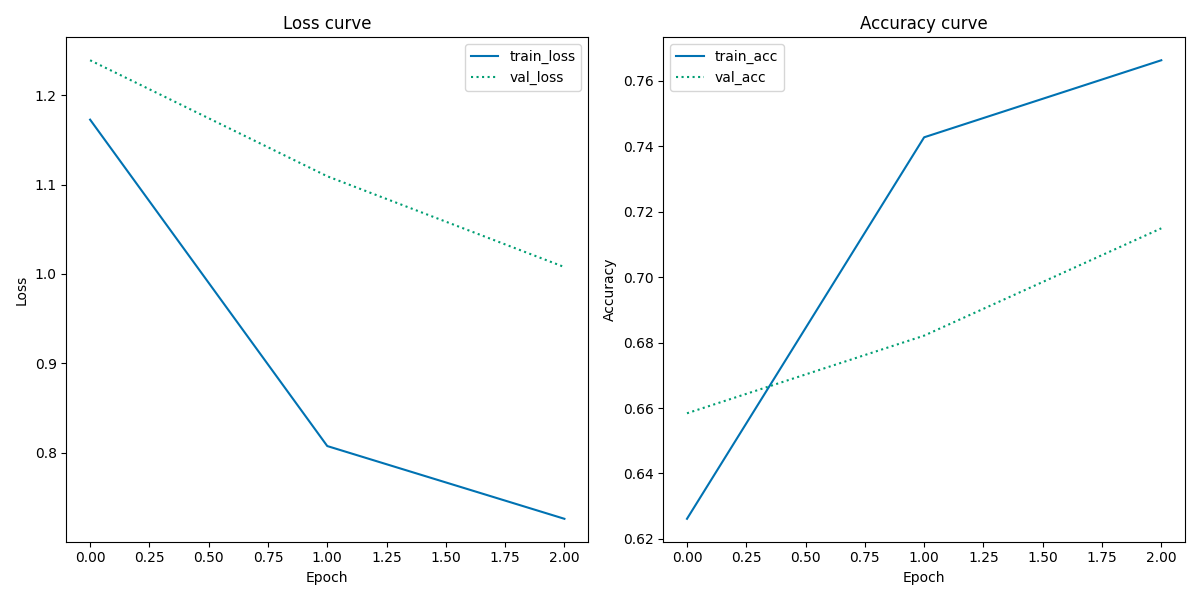 Loss curve
train_loss
val_loss
1.2
1.1
1.0
0.9
0.8
Loss
0.00 0.25 0.50 0.75 1.00 1.25 1.50 1.75 2.00
Epoch
Accuracy curve
train_acc
val_acc
0.76
0.74
0.72
0.70
0.68
0.66
0.64
0.62
Accuracy
0.00 0.25 0.50 0.75 1.00 1.25 1.50 1.75 2.00
Epoch